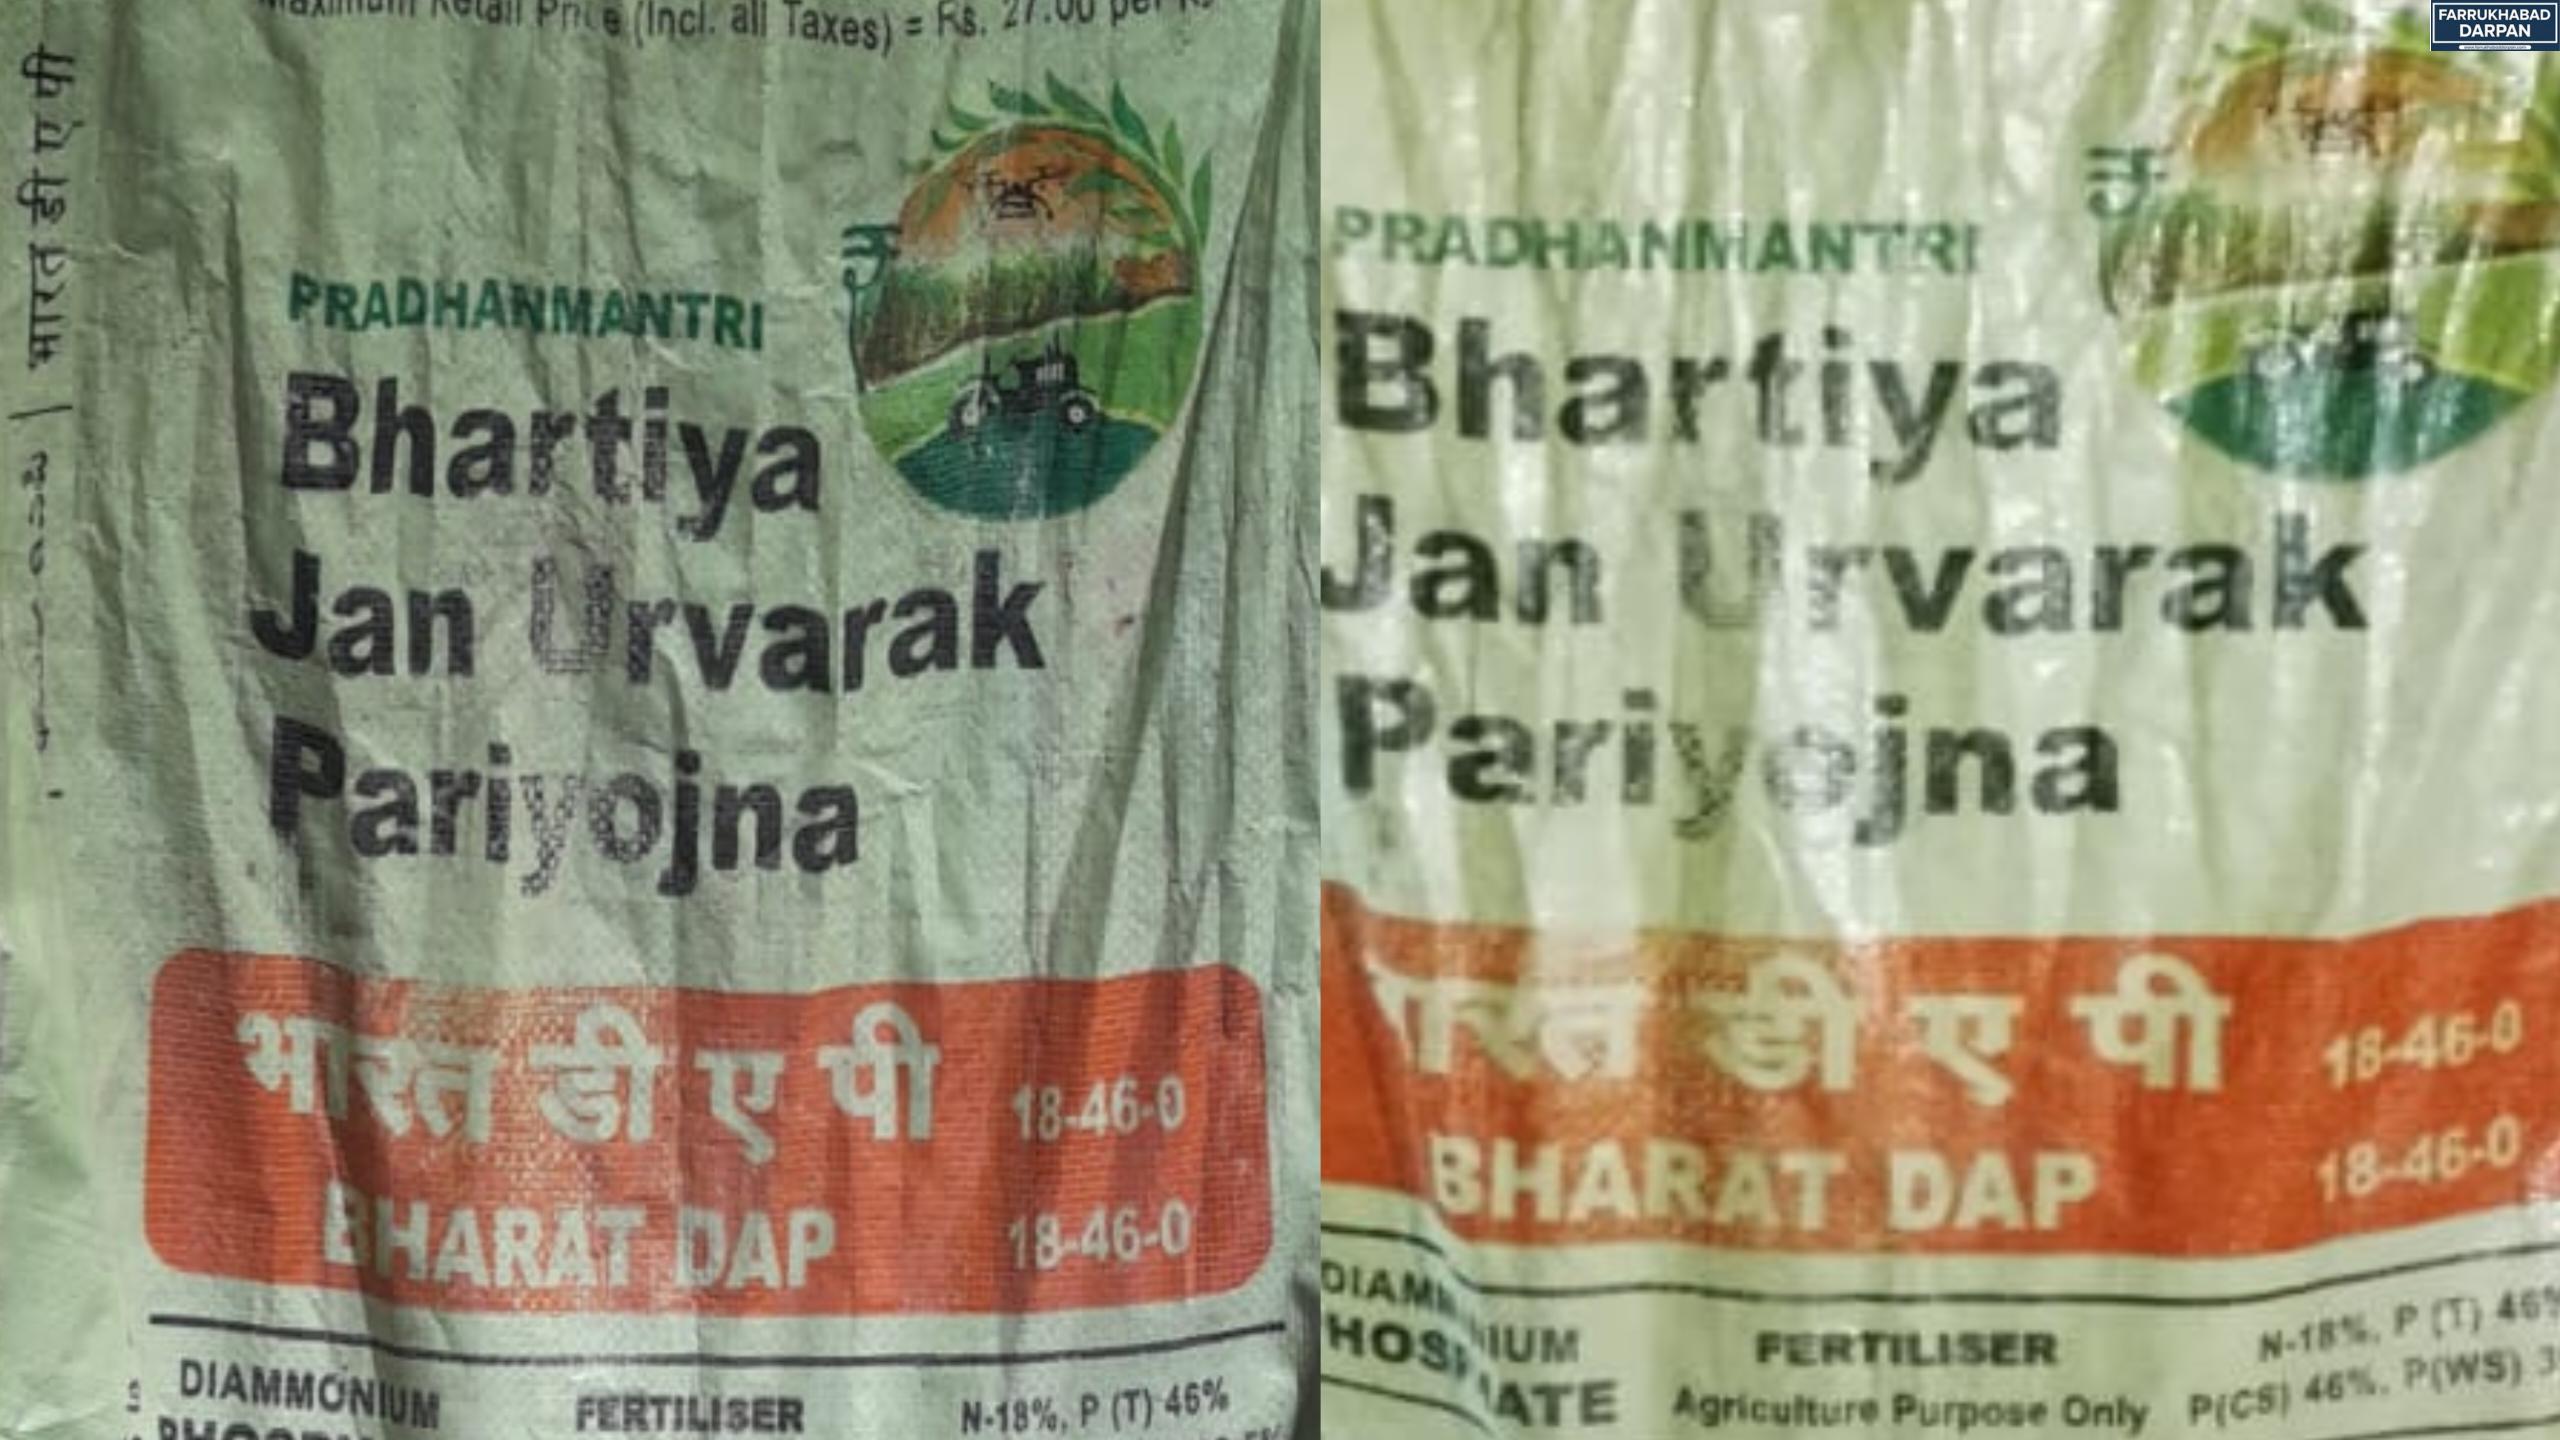 Maximum Retail Price (Incl. all Taxes) = Rs. 27.00 per
भारत डी ए पी |
PRADHANMANTRI
Bhartiya
Jan Urvarak
Pariyojna
भारत डी ए पी 18-46-0
BHARAT DAP 18-46-0
DIAMMONIUM
FERTILISER
N-18%, P (T) 46%
FARRUKHABAD
DARPAN
PRADHANMANTRI
Bhartiya
Jan Urvarak
Pariyojna
भारत डी ए पी 18-46-0
BHARAT DAP 18-46-0
DIAMMONIUM
PHOSPHATE
FERTILISER
Agriculture Purpose Only
N-18%, P (T) 46%
P(CS) 46%, P(WS)